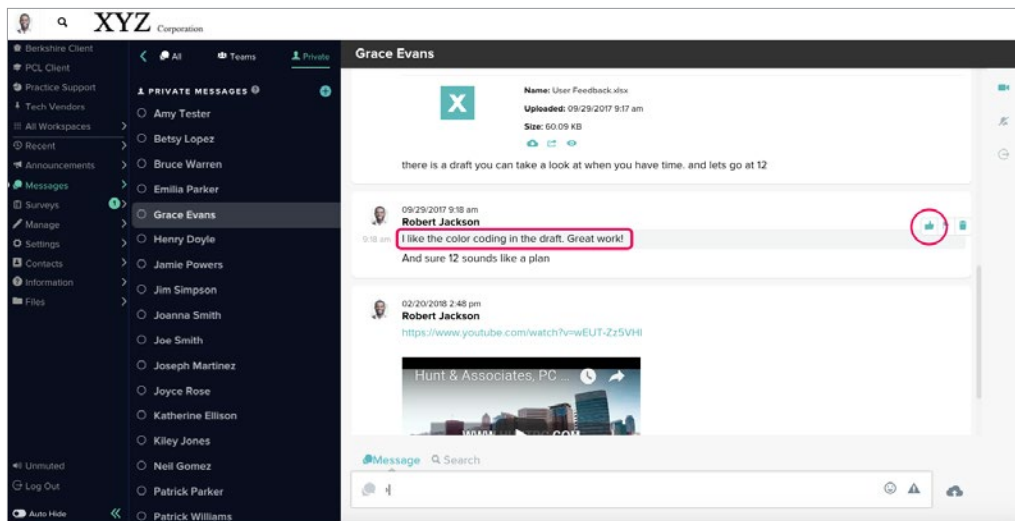 XYZ Corporation
Berkshire Client
PCL Client
Practice Support
Tech Vendors
All Workspaces
Recent
Announcements
Messages
Surveys 1
Manage
Settings
Contacts
Information
Files
Unmuted
Log Out
Auto Hide
All Teams Private
PRIVATE MESSAGES
Amy Tester
Betsy Lopez
Bruce Warren
Emilia Parker
Grace Evans
Henry Doyle
Jamie Powers
Jim Simpson
Joanna Smith
Joe Smith
Joseph Martinez
Joyce Rose
Katherine Ellison
Kiley Jones
Neil Gomez
Patrick Parker
Patrick Williams
Grace Evans
Name: User Feedback.xlsx
Uploaded: 09/29/2017 9:17 am
Size: 60.09 KB
there is a draft you can take a look at when you have time. and lets go at 12
09/29/2017 9:18 am
Robert Jackson
9:18 am I like the color coding in the draft. Great work!
And sure 12 sounds like a plan
02/20/2018 2:48 pm
Robert Jackson
Hunt & Associates, PC ...
Message Search